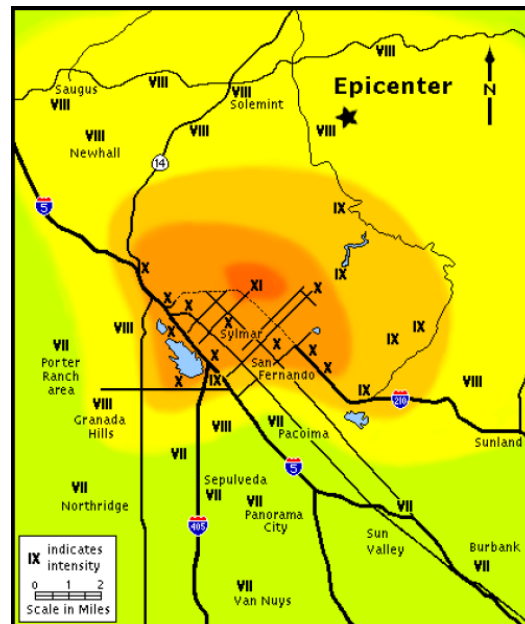 VIII
Saugus
VIII
VIII
VIII
Solemint
Epicenter
N
VIII
VIII
VIII
Newhall
VIII
14
5
IX
X
IX
X
X
XI
X
X
X
Sylmar
IX
IX
VII
Porter
Ranch
area
VIII
X
X
X
San
Fernando
X
X
IX
IX
VIII
VIII
Granada
Hills
210
VIII
VII
Pacoima
Sunland
VII
VII
Northridge
Sepulveda
VII
5
VII
Panorama
City
VII
405
Sun
Valley
Burbank
VII
VII
Van Nuys
IX indicates
intensity
0 1 2
Scale in Miles